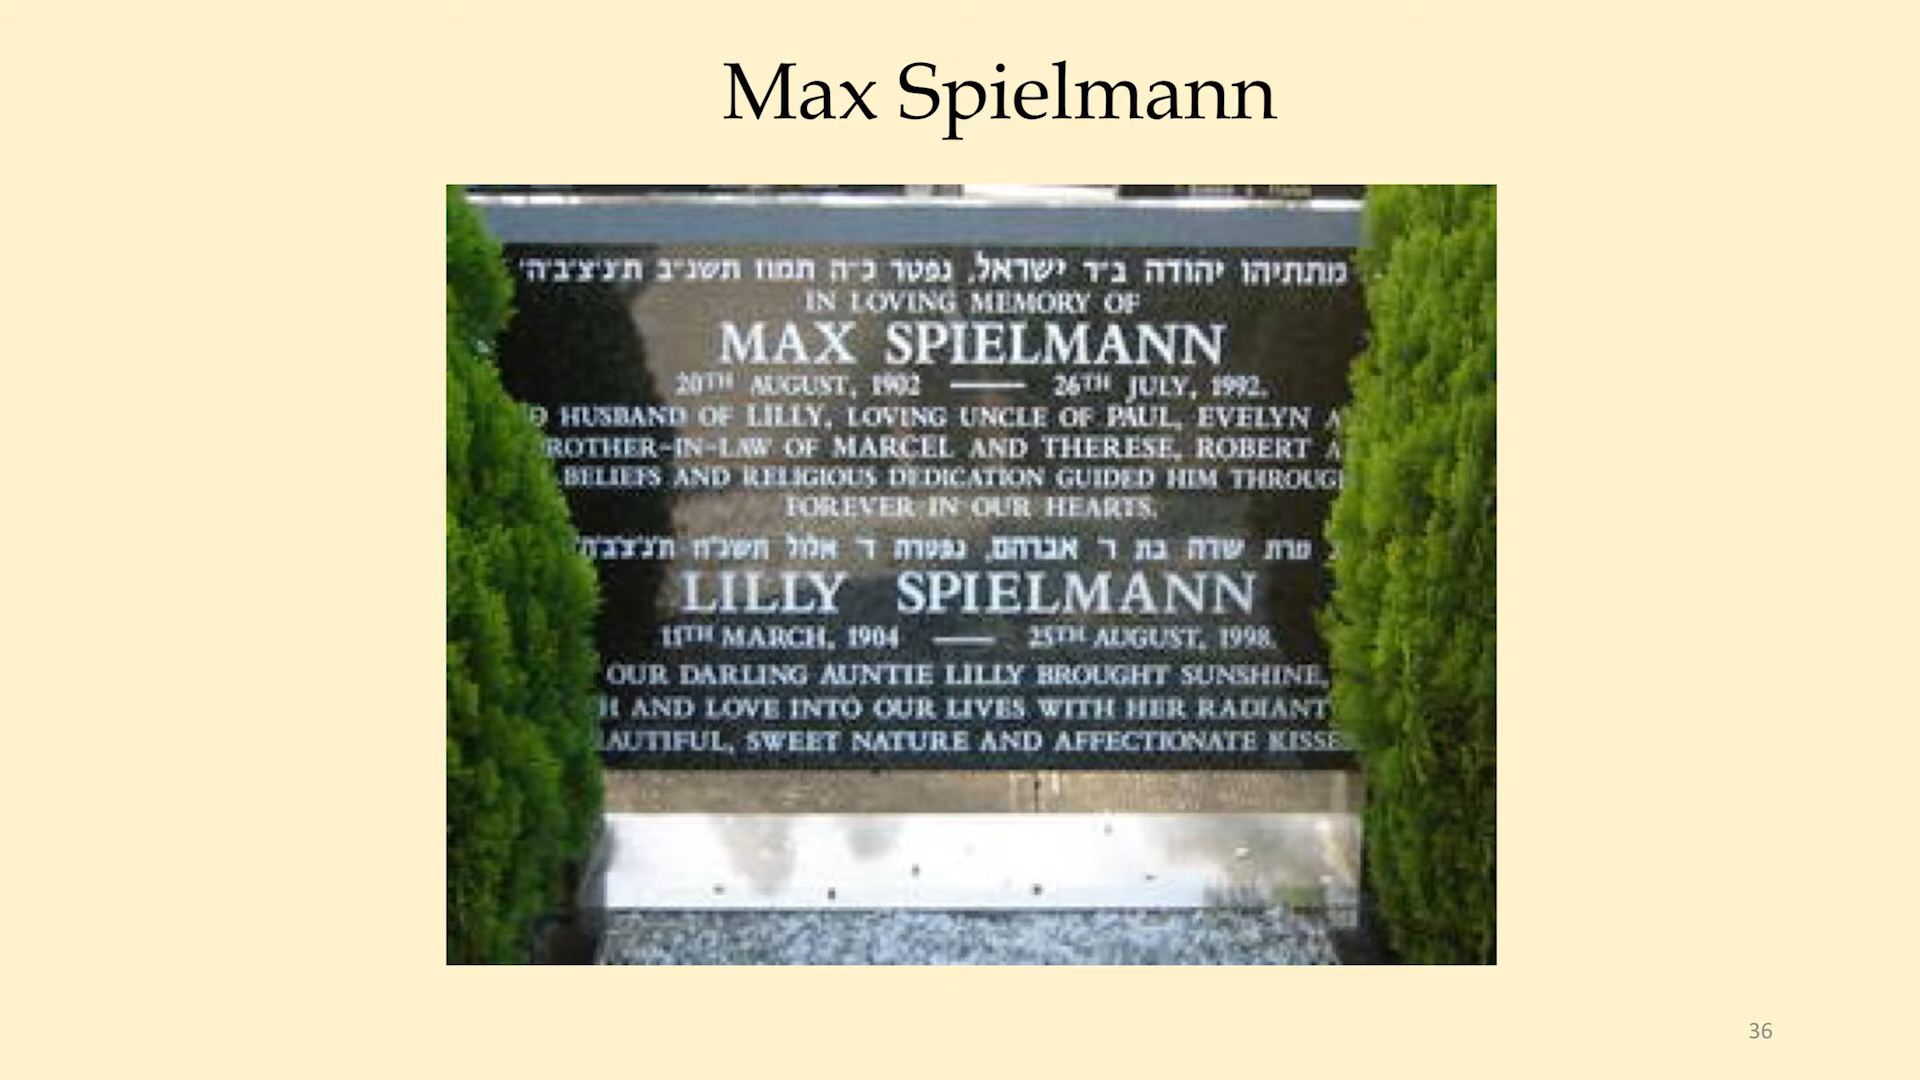 Max Spielmann
מתתיהו יהודה ב״ר ישראל, נפטר כ״ה תמוז תשנ״ב ת׳נ׳צ׳ב׳ה׳
IN LOVING MEMORY OF
MAX SPIELMANN
20TH AUGUST, 1902 — 26TH JULY, 1992.
HUSBAND OF LILLY, LOVING UNCLE OF PAUL, EVELYN
ROTHER-IN-LAW OF MARCEL AND THERESE, ROBERT
BELIEFS AND RELIGIOUS DEDICATION GUIDED HIM THROUG
FOREVER IN OUR HEARTS.
מרת שרה בת ר׳ אברהם, נפטרה ד׳ אלול תשנ״ח ת׳נ׳צ׳ב׳ה׳
LILLY SPIELMANN
11TH MARCH, 1904 — 25TH AUGUST, 1998.
OUR DARLING AUNTIE LILLY BROUGHT SUNSHINE,
H AND LOVE INTO OUR LIVES WITH HER RADIANT
AUTIFUL, SWEET NATURE AND AFFECTIONATE KISSE
36